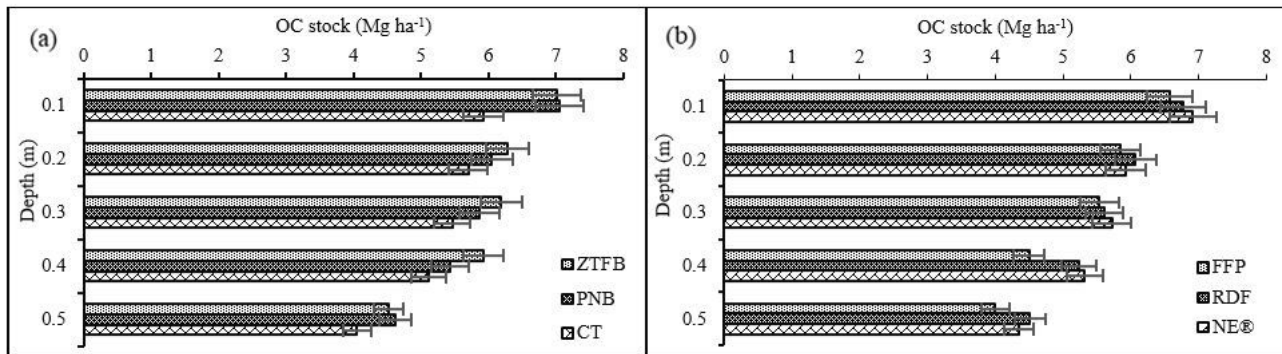 (a)
OC stock (Mg ha⁻¹)
0 1 2 3 4 5 6 7 8
Depth (m)
0.1
0.2
0.3
0.4
0.5
ZTFB
PNB
CT
(b)
OC stock (Mg ha⁻¹)
0 1 2 3 4 5 6 7 8
Depth (m)
0.1
0.2
0.3
0.4
0.5
FFP
RDF
NE®